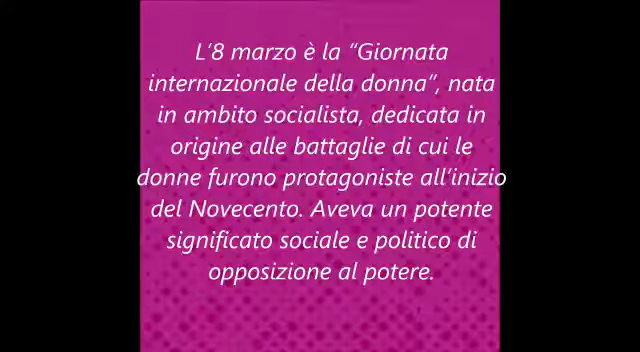 L’8 marzo è la “Giornata
internazionale della donna”, nata
in ambito socialista, dedicata in
origine alle battaglie di cui le
donne furono protagoniste all’inizio
del Novecento. Aveva un potente
significato sociale e politico di
opposizione al potere.